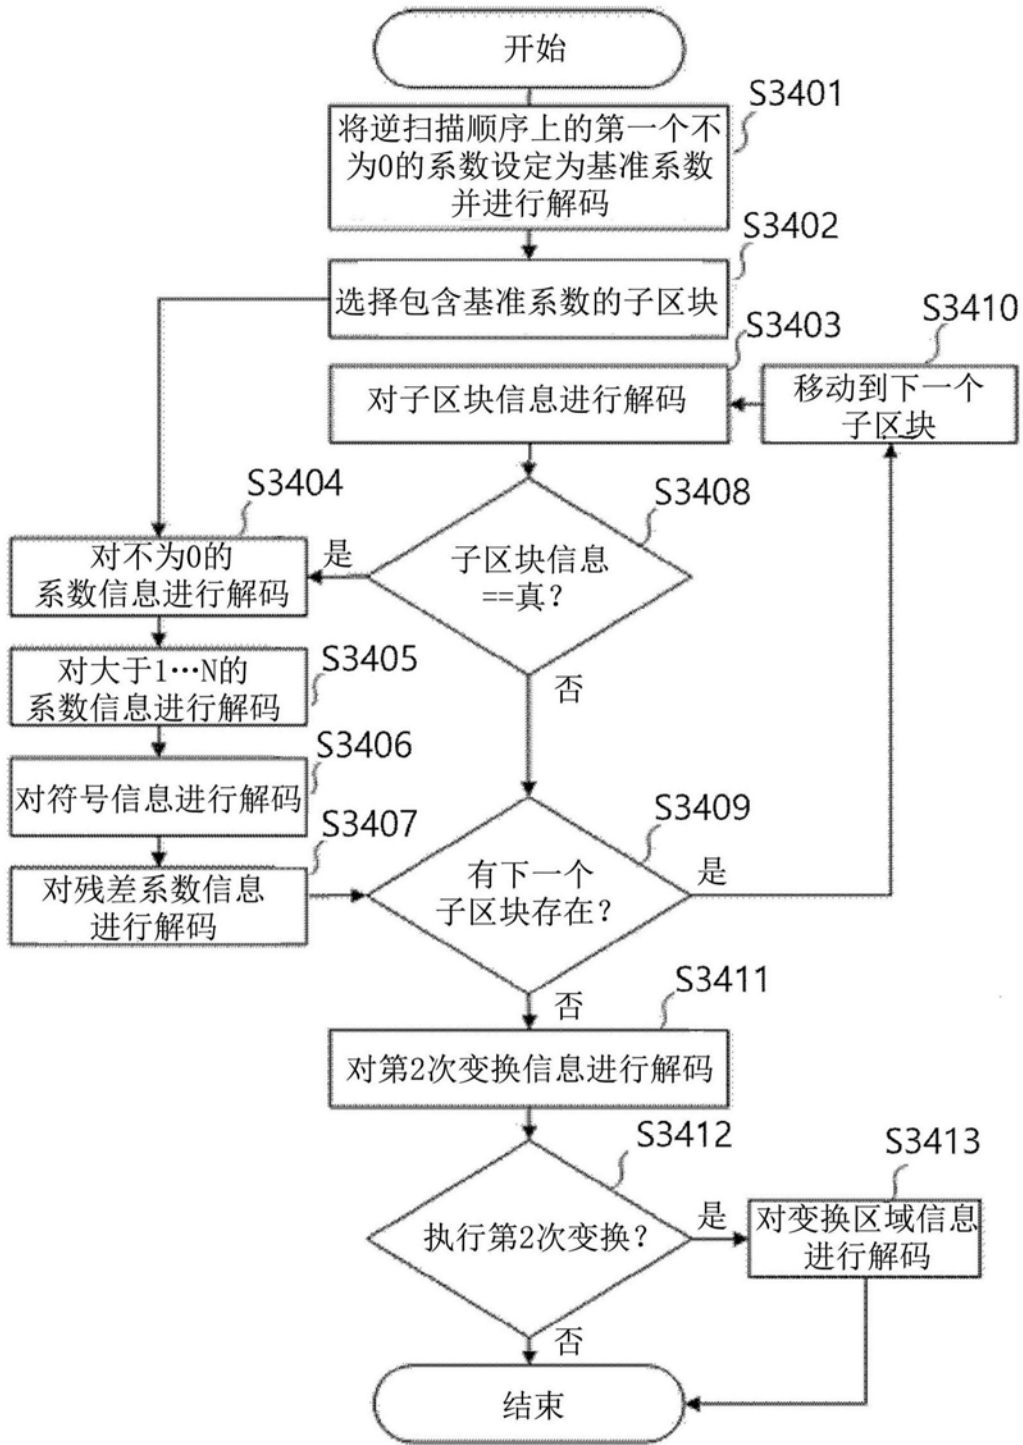 开始
S3401
将逆扫描顺序上的第一个不
为0的系数设定为基准系数
并进行解码
S3402
选择包含基准系数的子区块
S3403
对子区块信息进行解码
S3410
移动到下一个
子区块
S3404
对不为0的
系数信息进行解码
是
S3408
子区块信息
==真?
否
S3405
对大于1…N的
系数信息进行解码
S3406
对符号信息进行解码
S3407
对残差系数信息
进行解码
S3409
有下一个
子区块存在?
是
否
S3411
对第2次变换信息进行解码
S3412
执行第2次变换?
是
S3413
对变换区域信息
进行解码
否
结束